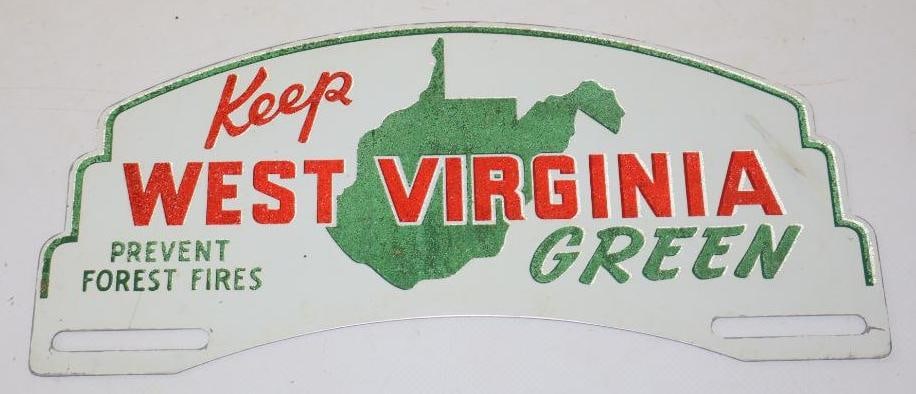 Keep
WEST VIRGINIA
GREEN
PREVENT
FOREST FIRES